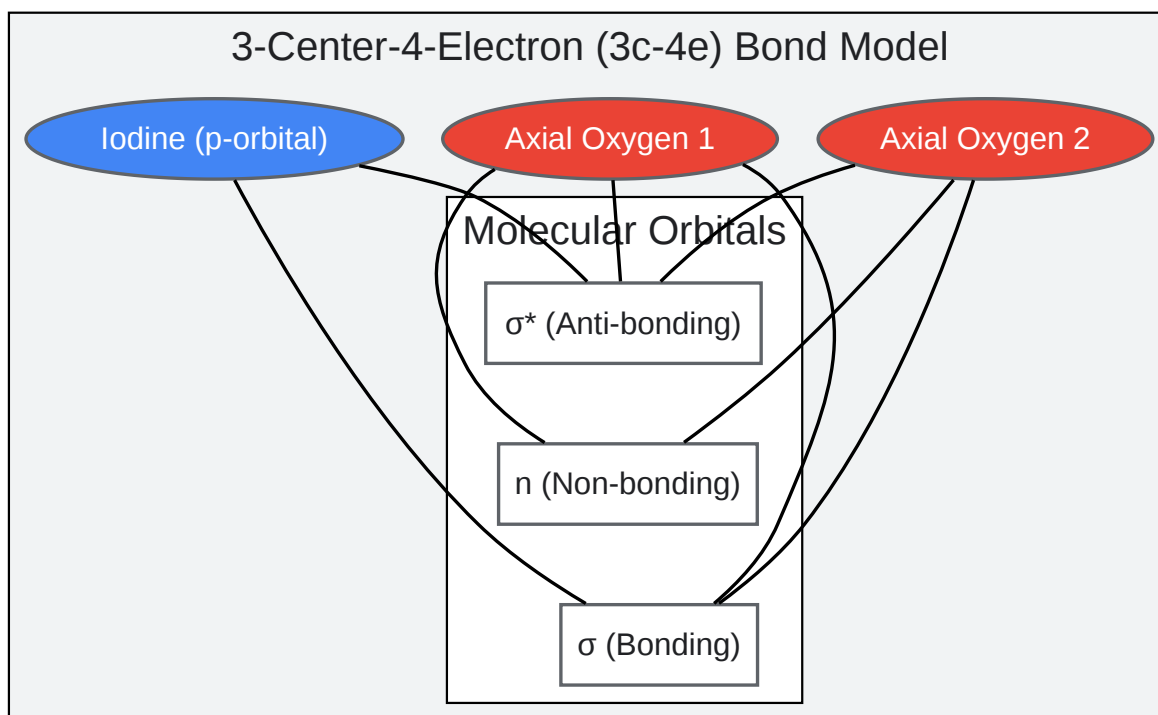 3-Center-4-Electron (3c-4e) Bond Model
Iodine (p-orbital)
Axial Oxygen 1
Axial Oxygen 2
Molecular Orbitals
σ* (Anti-bonding)
n (Non-bonding)
σ (Bonding)